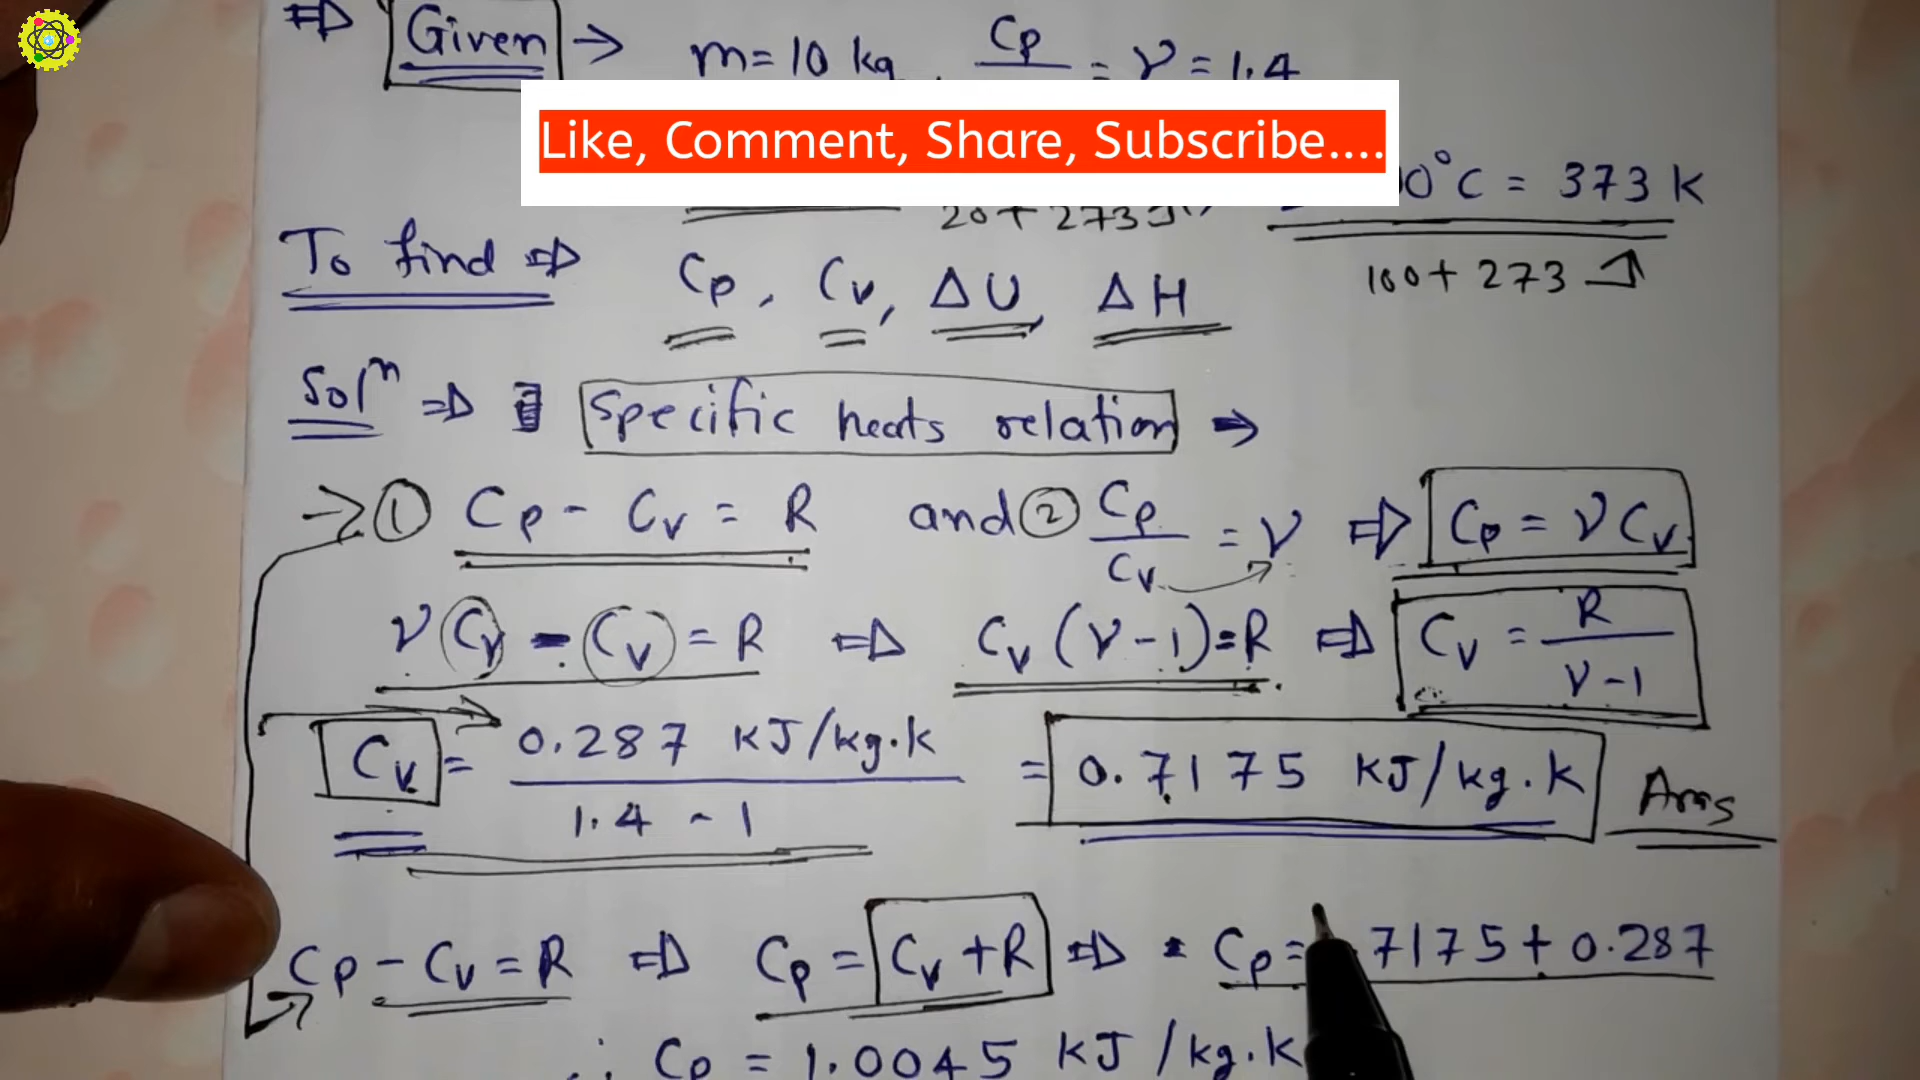 ⇒ Given → m = 10 kg, Cp/ = γ = 1.4
Like, Comment, Share, Subscribe....
0°C = 373 K
20 + 273
100 + 273
To find ⇒ Cp, Cv, ΔU, ΔH
Solⁿ ⇒ Specific heats relation →
→ ① Cp - Cv = R and ② Cp/Cv = γ ⇒ Cp = γ Cv
γ Cv - Cv = R ⇒ Cv (γ - 1) = R ⇒ Cv = R/γ - 1
Cv = 0.287 KJ/kg.k / 1.4 - 1 = 0.7175 KJ/kg.k Ans
Cp - Cv = R ⇒ Cp = Cv + R ⇒ Cp = .7175 + 0.287
∴ Cp = 1.0045 KJ/kg.k